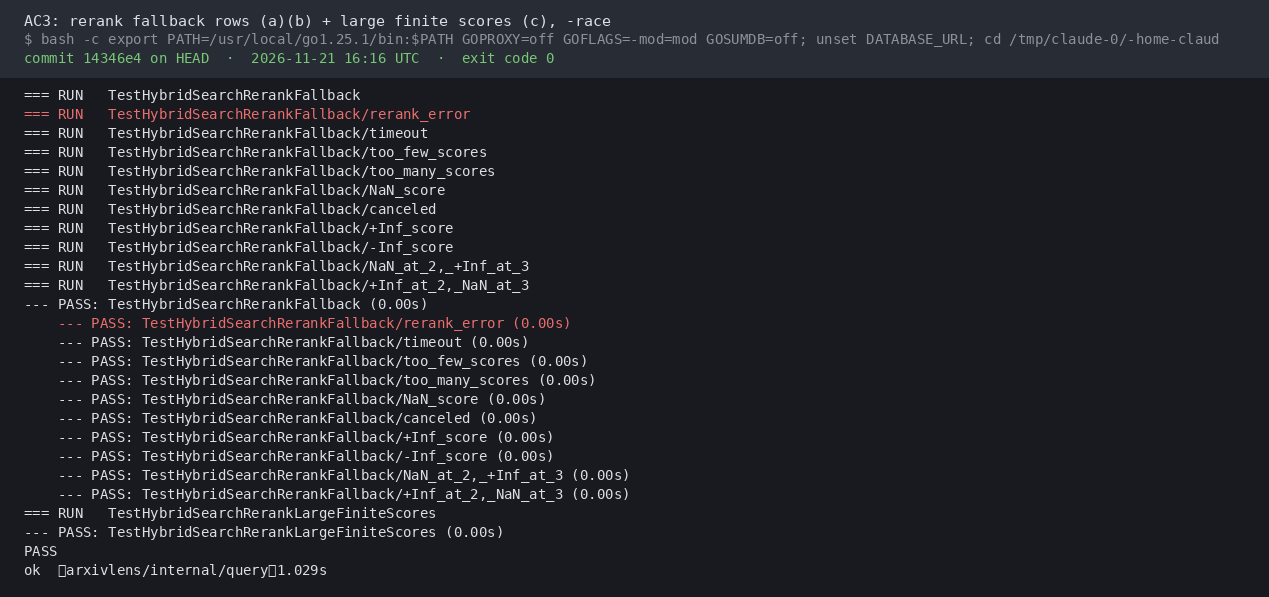 AC3: rerank fallback rows (a)(b) + large finite scores (c), -race
$ bash -c export PATH=/usr/local/go1.25.1/bin:$PATH GOPROXY=off GOFLAGS=-mod=mod GOSUMDB=off; unset DATABASE_URL; cd /tmp/claude-0/-home-claud
commit 14346e4 on HEAD · 2026-11-21 16:16 UTC · exit code 0
=== RUN   TestHybridSearchRerankFallback
=== RUN   TestHybridSearchRerankFallback/rerank_error
=== RUN   TestHybridSearchRerankFallback/timeout
=== RUN   TestHybridSearchRerankFallback/too_few_scores
=== RUN   TestHybridSearchRerankFallback/too_many_scores
=== RUN   TestHybridSearchRerankFallback/NaN_score
=== RUN   TestHybridSearchRerankFallback/canceled
=== RUN   TestHybridSearchRerankFallback/+Inf_score
=== RUN   TestHybridSearchRerankFallback/-Inf_score
=== RUN   TestHybridSearchRerankFallback/NaN_at_2,_+Inf_at_3
=== RUN   TestHybridSearchRerankFallback/+Inf_at_2,_NaN_at_3
--- PASS: TestHybridSearchRerankFallback (0.00s)
    --- PASS: TestHybridSearchRerankFallback/rerank_error (0.00s)
    --- PASS: TestHybridSearchRerankFallback/timeout (0.00s)
    --- PASS: TestHybridSearchRerankFallback/too_few_scores (0.00s)
    --- PASS: TestHybridSearchRerankFallback/too_many_scores (0.00s)
    --- PASS: TestHybridSearchRerankFallback/NaN_score (0.00s)
    --- PASS: TestHybridSearchRerankFallback/canceled (0.00s)
    --- PASS: TestHybridSearchRerankFallback/+Inf_score (0.00s)
    --- PASS: TestHybridSearchRerankFallback/-Inf_score (0.00s)
    --- PASS: TestHybridSearchRerankFallback/NaN_at_2,_+Inf_at_3 (0.00s)
    --- PASS: TestHybridSearchRerankFallback/+Inf_at_2,_NaN_at_3 (0.00s)
=== RUN   TestHybridSearchRerankLargeFiniteScores
--- PASS: TestHybridSearchRerankLargeFiniteScores (0.00s)
PASS
ok  arxivlens/internal/query 1.029s